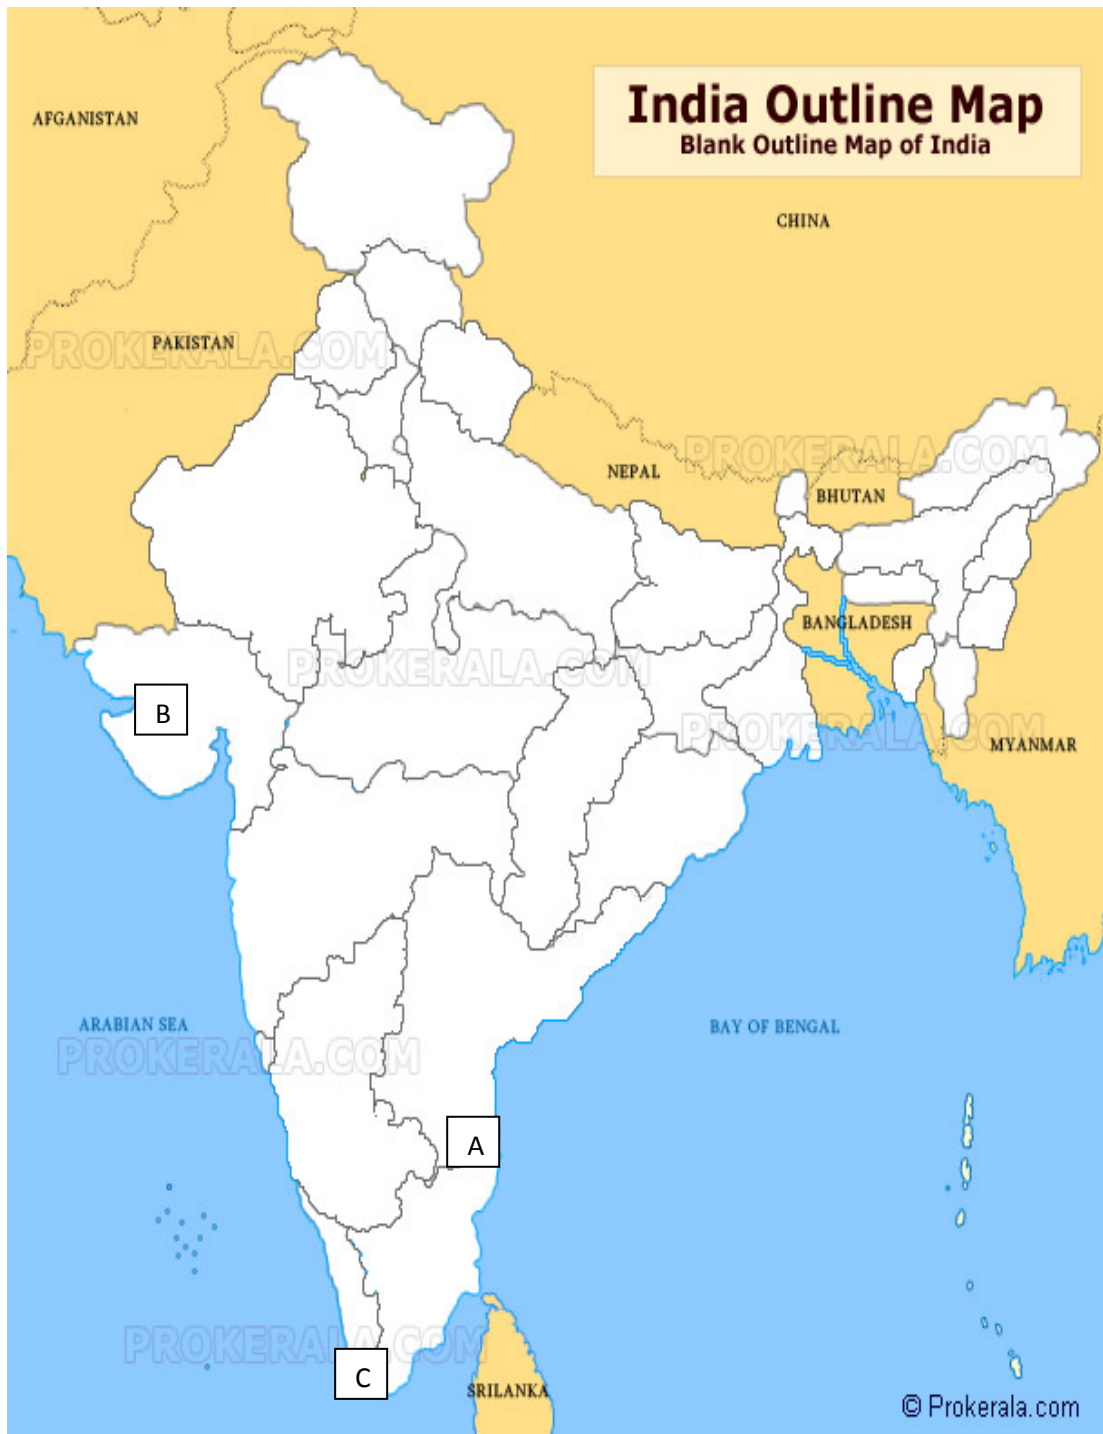 India Outline Map
Blank Outline Map of India
AFGANISTAN
CHINA
PROKERALA.COM
PAKISTAN
PROKERALA.COM
NEPAL
BHUTAN
BANGLADESH
PROKERALA.COM
B
PROKERALA.COM
MYANMAR
ARABIAN SEA
BAY OF BENGAL
PROKERALA.COM
A
PROKERALA.COM
C
SRILANKA
© Prokerala.com